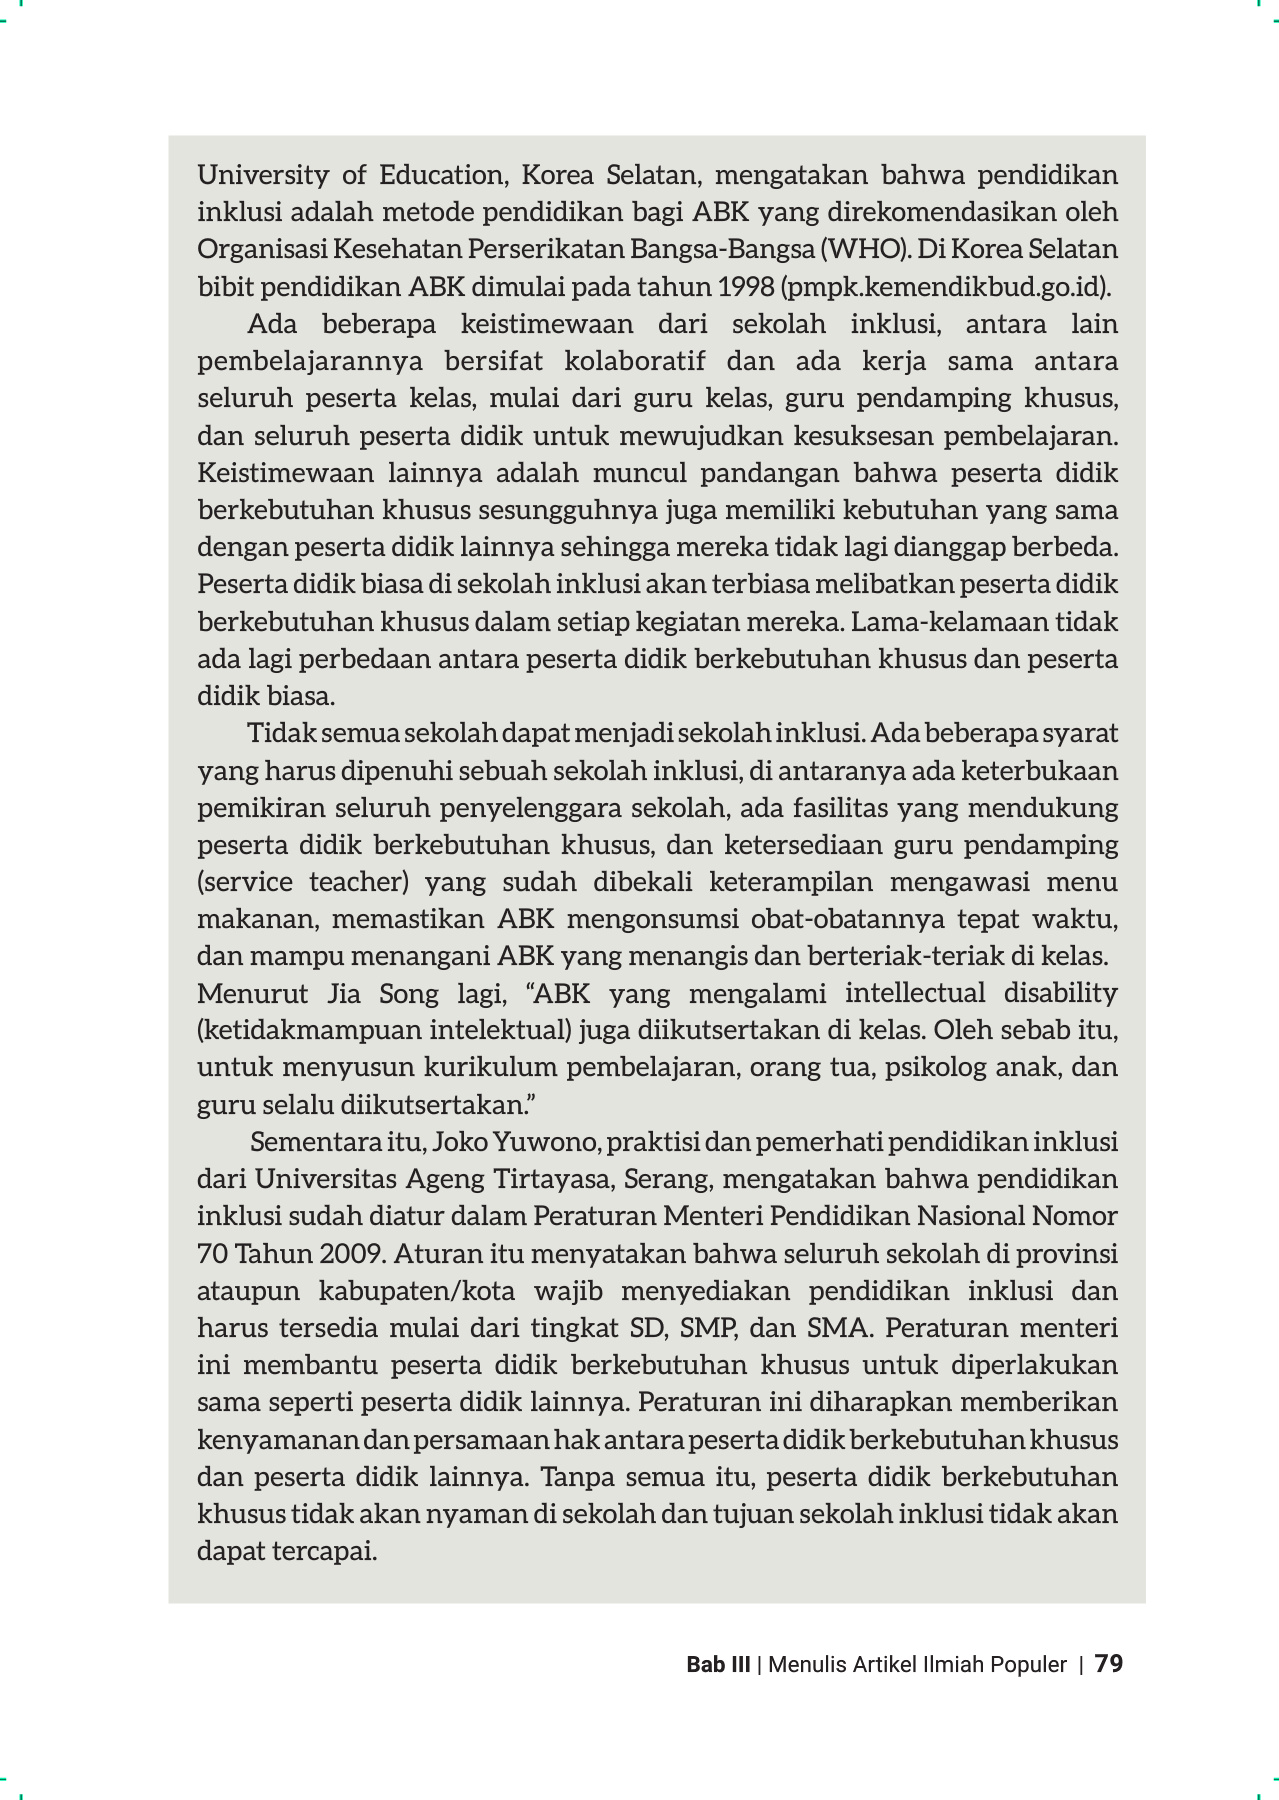 University of Education, Korea Selatan, mengatakan bahwa pendidikan
inklusi adalah metode pendidikan bagi ABK yang direkomendasikan oleh
Organisasi Kesehatan Perserikatan Bangsa-Bangsa (WHO). Di Korea Selatan
bibit pendidikan ABK dimulai pada tahun 1998 (pmpk.kemendikbud.go.id).
Ada beberapa keistimewaan dari sekolah inklusi, antara lain
pembelajarannya bersifat kolaboratif dan ada kerja sama antara
seluruh peserta kelas, mulai dari guru kelas, guru pendamping khusus,
dan seluruh peserta didik untuk mewujudkan kesuksesan pembelajaran.
Keistimewaan lainnya adalah muncul pandangan bahwa peserta didik
berkebutuhan khusus sesungguhnya juga memiliki kebutuhan yang sama
dengan peserta didik lainnya sehingga mereka tidak lagi dianggap berbeda.
Peserta didik biasa di sekolah inklusi akan terbiasa melibatkan peserta didik
berkebutuhan khusus dalam setiap kegiatan mereka. Lama-kelamaan tidak
ada lagi perbedaan antara peserta didik berkebutuhan khusus dan peserta
didik biasa.
Tidak semua sekolah dapat menjadi sekolah inklusi. Ada beberapa syarat
yang harus dipenuhi sebuah sekolah inklusi, di antaranya ada keterbukaan
pemikiran seluruh penyelenggara sekolah, ada fasilitas yang mendukung
peserta didik berkebutuhan khusus, dan ketersediaan guru pendamping
(service teacher) yang sudah dibekali keterampilan mengawasi menu
makanan, memastikan ABK mengonsumsi obat-obatannya tepat waktu,
dan mampu menangani ABK yang menangis dan berteriak-teriak di kelas.
Menurut Jia Song lagi, “ABK yang mengalami intellectual disability
(ketidakmampuan intelektual) juga diikutsertakan di kelas. Oleh sebab itu,
untuk menyusun kurikulum pembelajaran, orang tua, psikolog anak, dan
guru selalu diikutsertakan.”
Sementara itu, Joko Yuwono, praktisi dan pemerhati pendidikan inklusi
dari Universitas Ageng Tirtayasa, Serang, mengatakan bahwa pendidikan
inklusi sudah diatur dalam Peraturan Menteri Pendidikan Nasional Nomor
70 Tahun 2009. Aturan itu menyatakan bahwa seluruh sekolah di provinsi
ataupun kabupaten/kota wajib menyediakan pendidikan inklusi dan
harus tersedia mulai dari tingkat SD, SMP, dan SMA. Peraturan menteri
ini membantu peserta didik berkebutuhan khusus untuk diperlakukan
sama seperti peserta didik lainnya. Peraturan ini diharapkan memberikan
kenyamanan dan persamaan hak antara peserta didik berkebutuhan khusus
dan peserta didik lainnya. Tanpa semua itu, peserta didik berkebutuhan
khusus tidak akan nyaman di sekolah dan tujuan sekolah inklusi tidak akan
dapat tercapai.
Bab III | Menulis Artikel Ilmiah Populer | 79